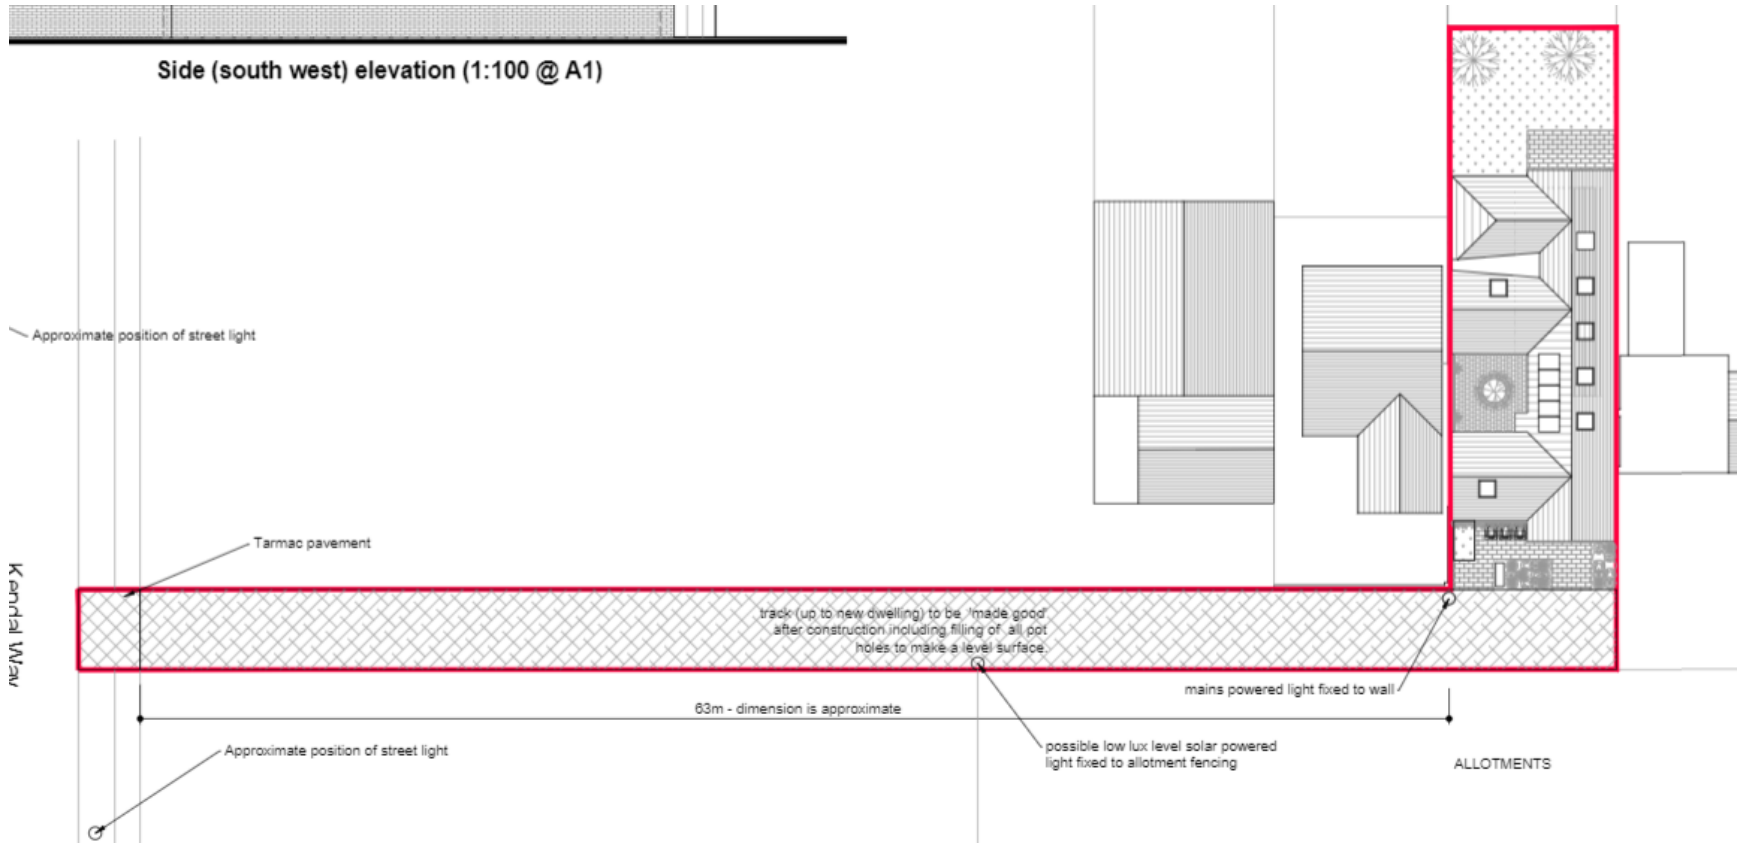 Side (south west) elevation (1:100 @ A1)
Approximate position of street light
Tarmac pavement
Kendal Way
track (up to new dwelling) to be 'made good'
after construction including filling of all pot
holes to make a level surface.
mains powered light fixed to wall
63m - dimension is approximate
Approximate position of street light
possible low lux level solar powered
light fixed to allotment fencing
ALLOTMENTS